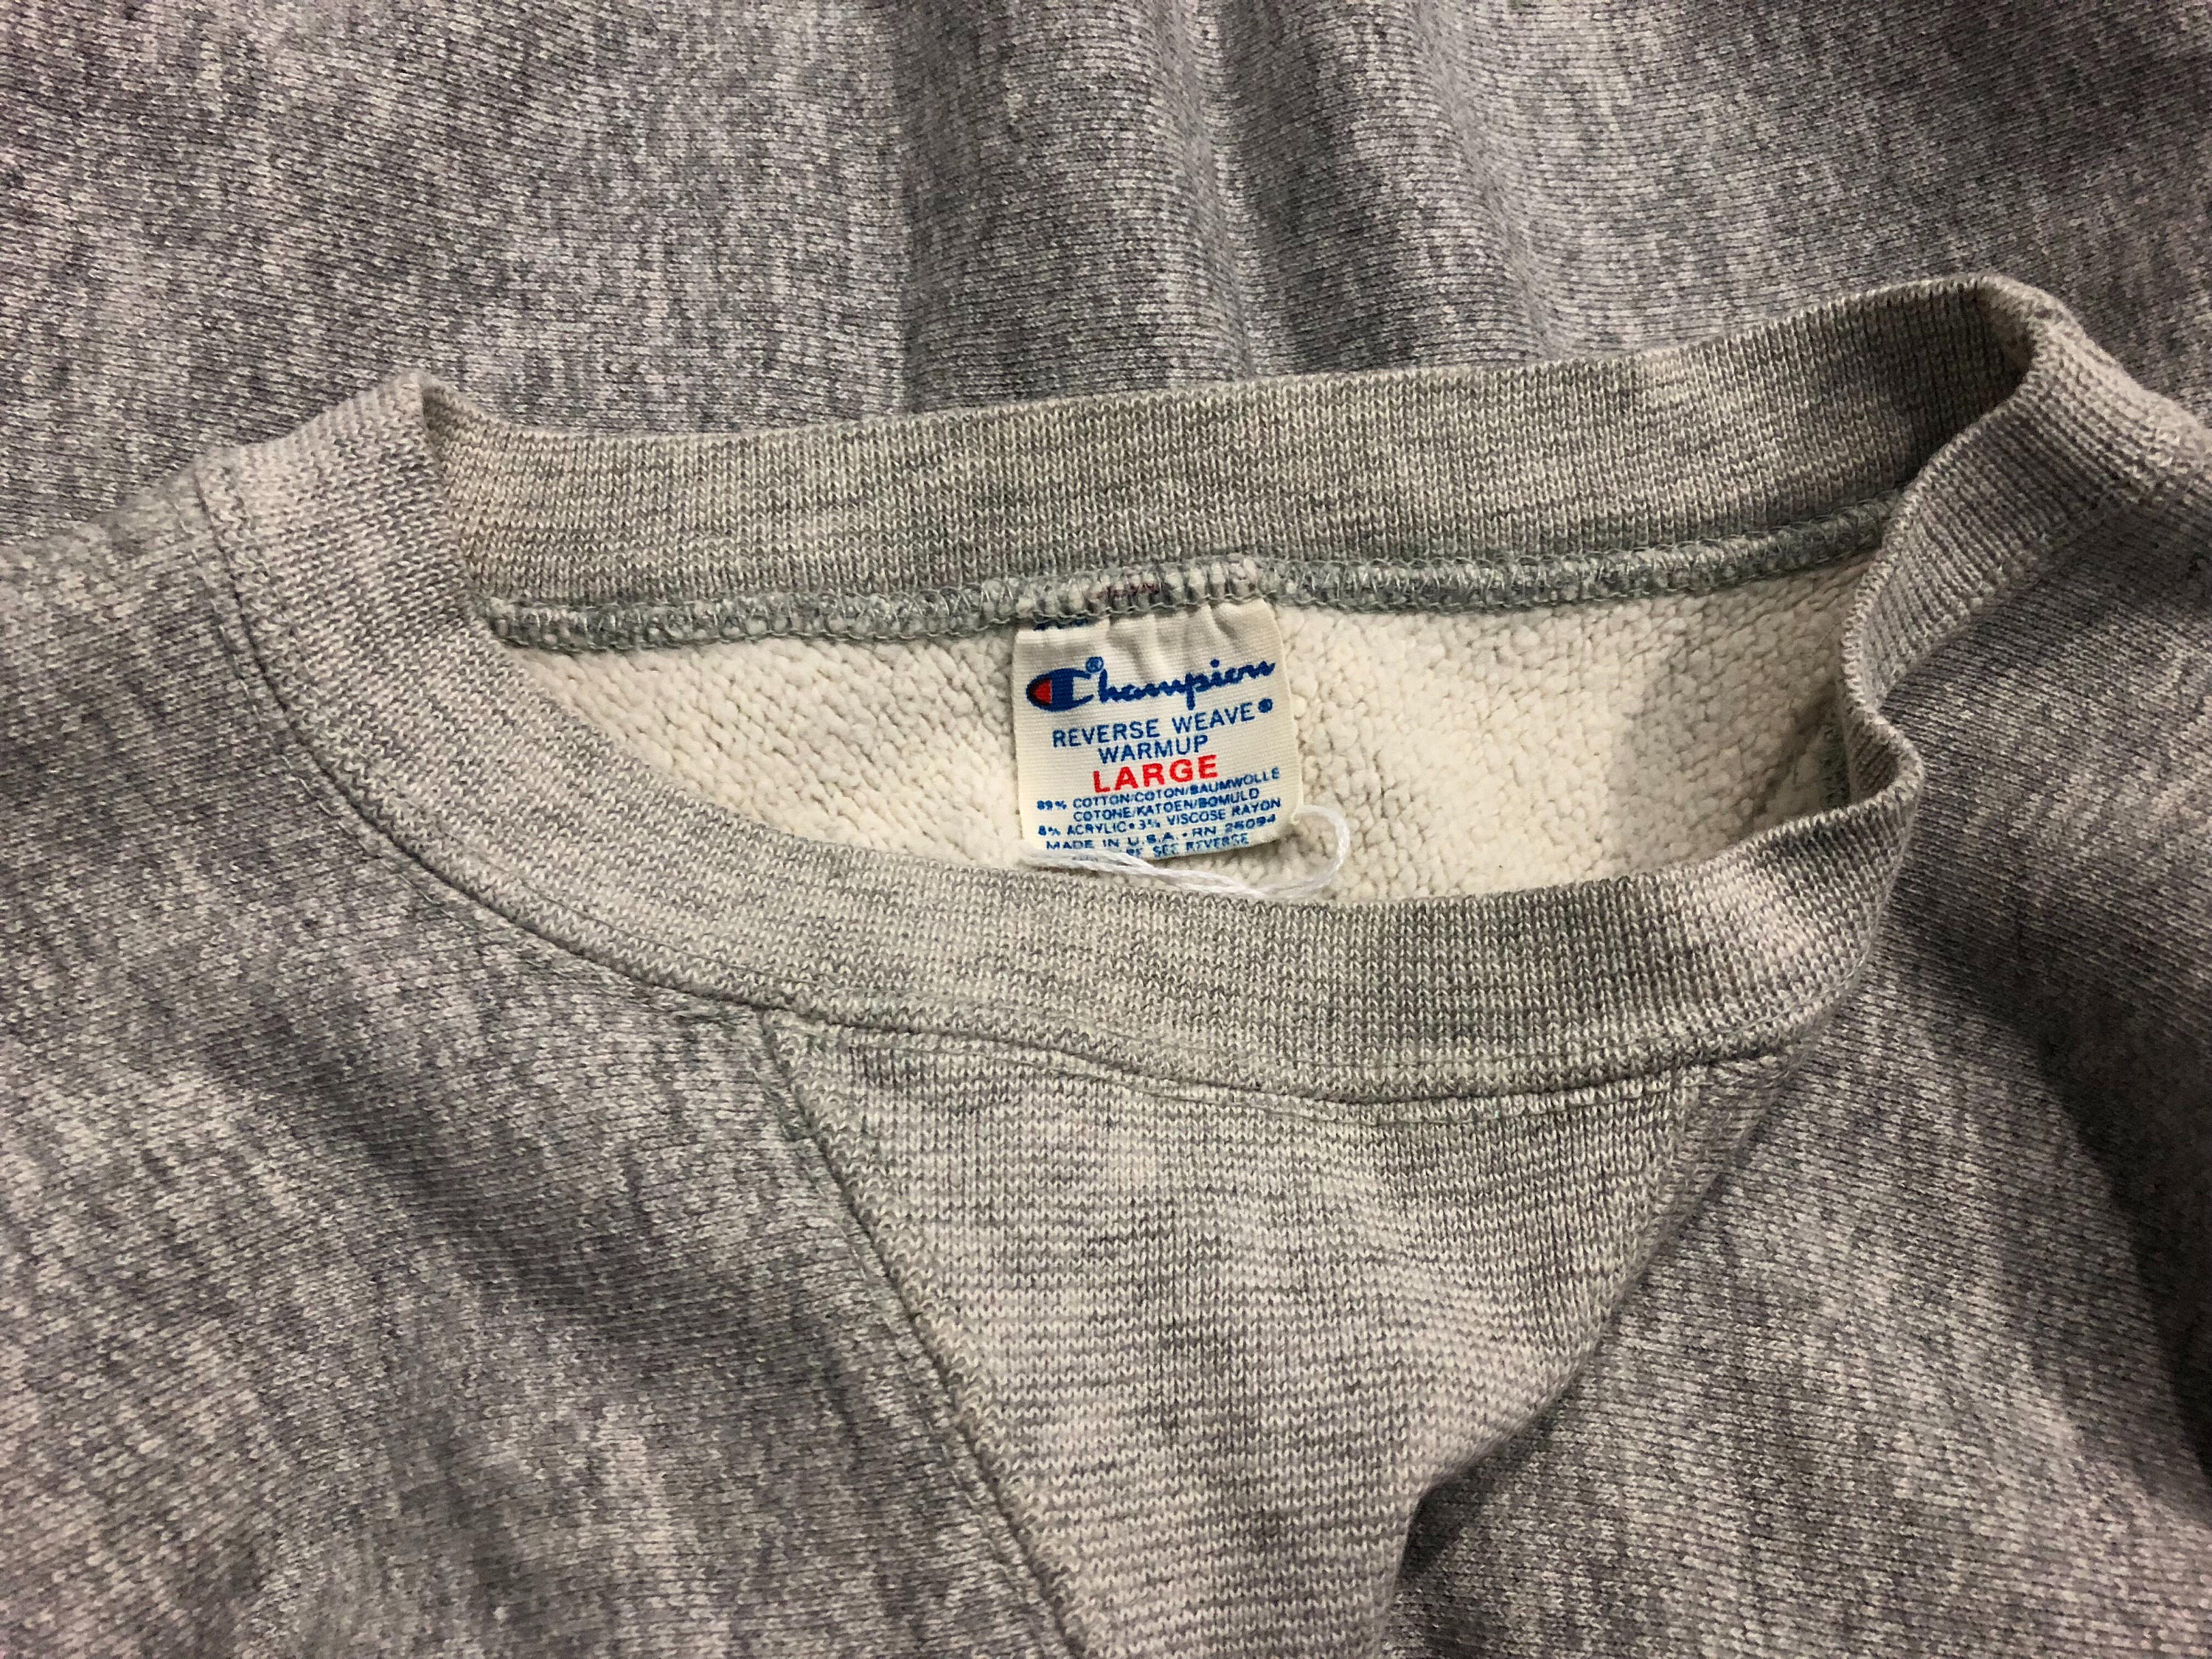 Champion®
REVERSE WEAVE®
WARMUP
LARGE
89% COTTON/COTON/BAUMWOLLE
COTONE/KATOEN/BOMULD
8% ACRYLIC•3% VISCOSE RAYON
MADE IN U.S.A.•RN 26094
SEE REVERSE